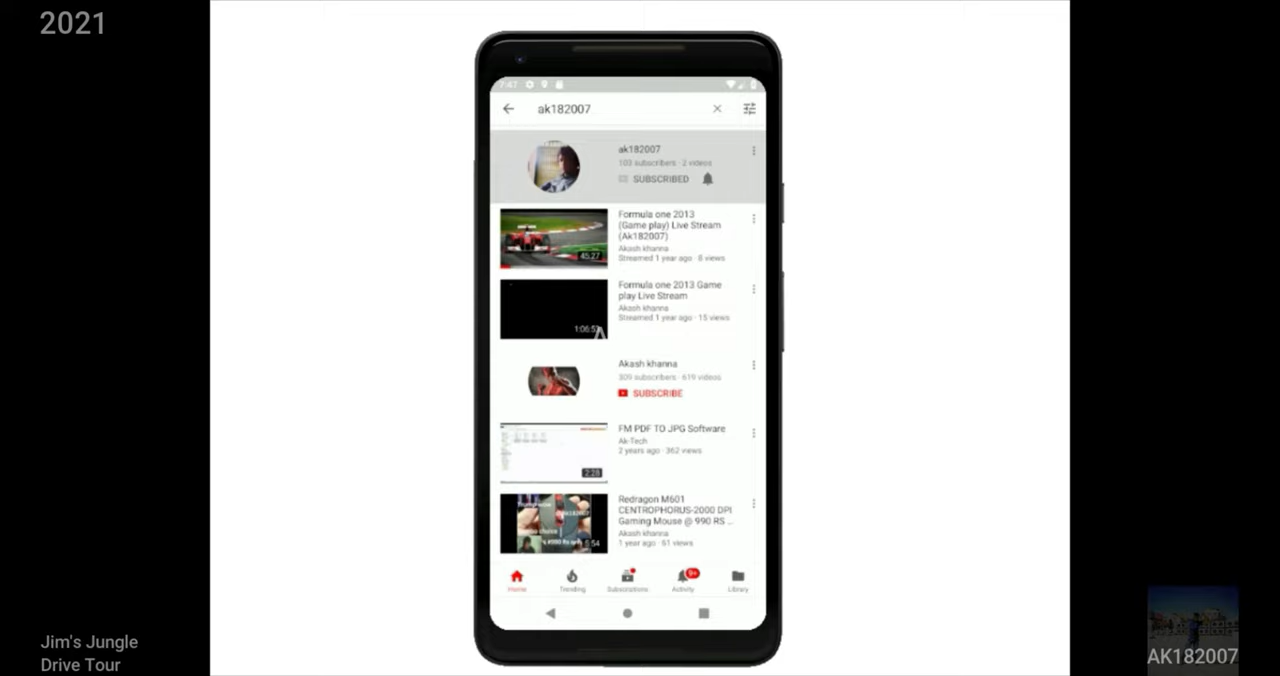 2021
7:41
ak182007
ak182007
103 subscribers · 2 videos
SUBSCRIBED
Formula one 2013
(Game play) Live Stream
(Ak182007)
Akash khanna
Streamed 1 year ago · 8 views
45:27
Formula one 2013 Game
play Live Stream
Akash khanna
Streamed 1 year ago · 15 views
1:06:53
Akash khanna
309 subscribers · 619 videos
SUBSCRIBE
FM PDF TO JPG Software
Ak-Tech
2 years ago · 362 views
2:28
Redragon M601
CENTROPHORUS-2000 DPI
Gaming Mouse @ 990 RS ...
Akash khanna
1 year ago · 61 views
5:54
9+
Home
Trending
Subscriptions
Activity
Library
Jim's Jungle
Drive Tour
AK182007